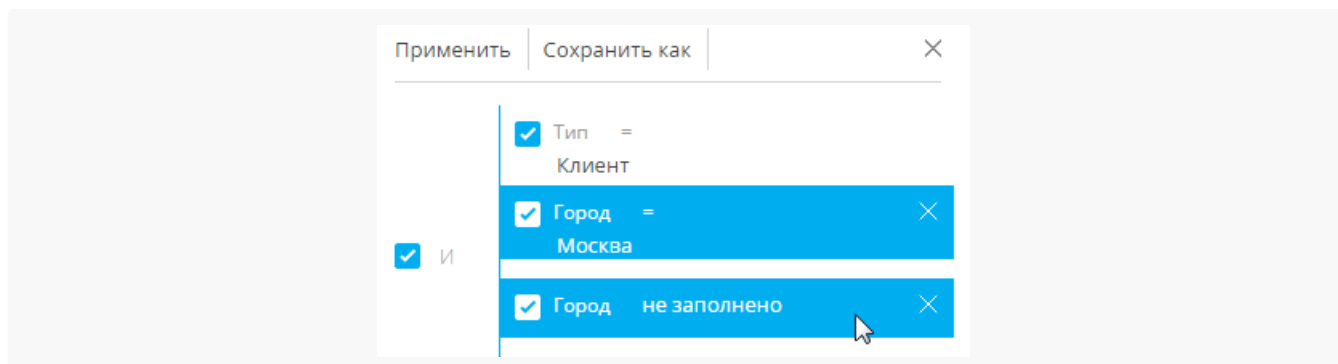 Применить Сохранить как
Тип =
Клиент
Город =
Москва
И
Город не заполнено